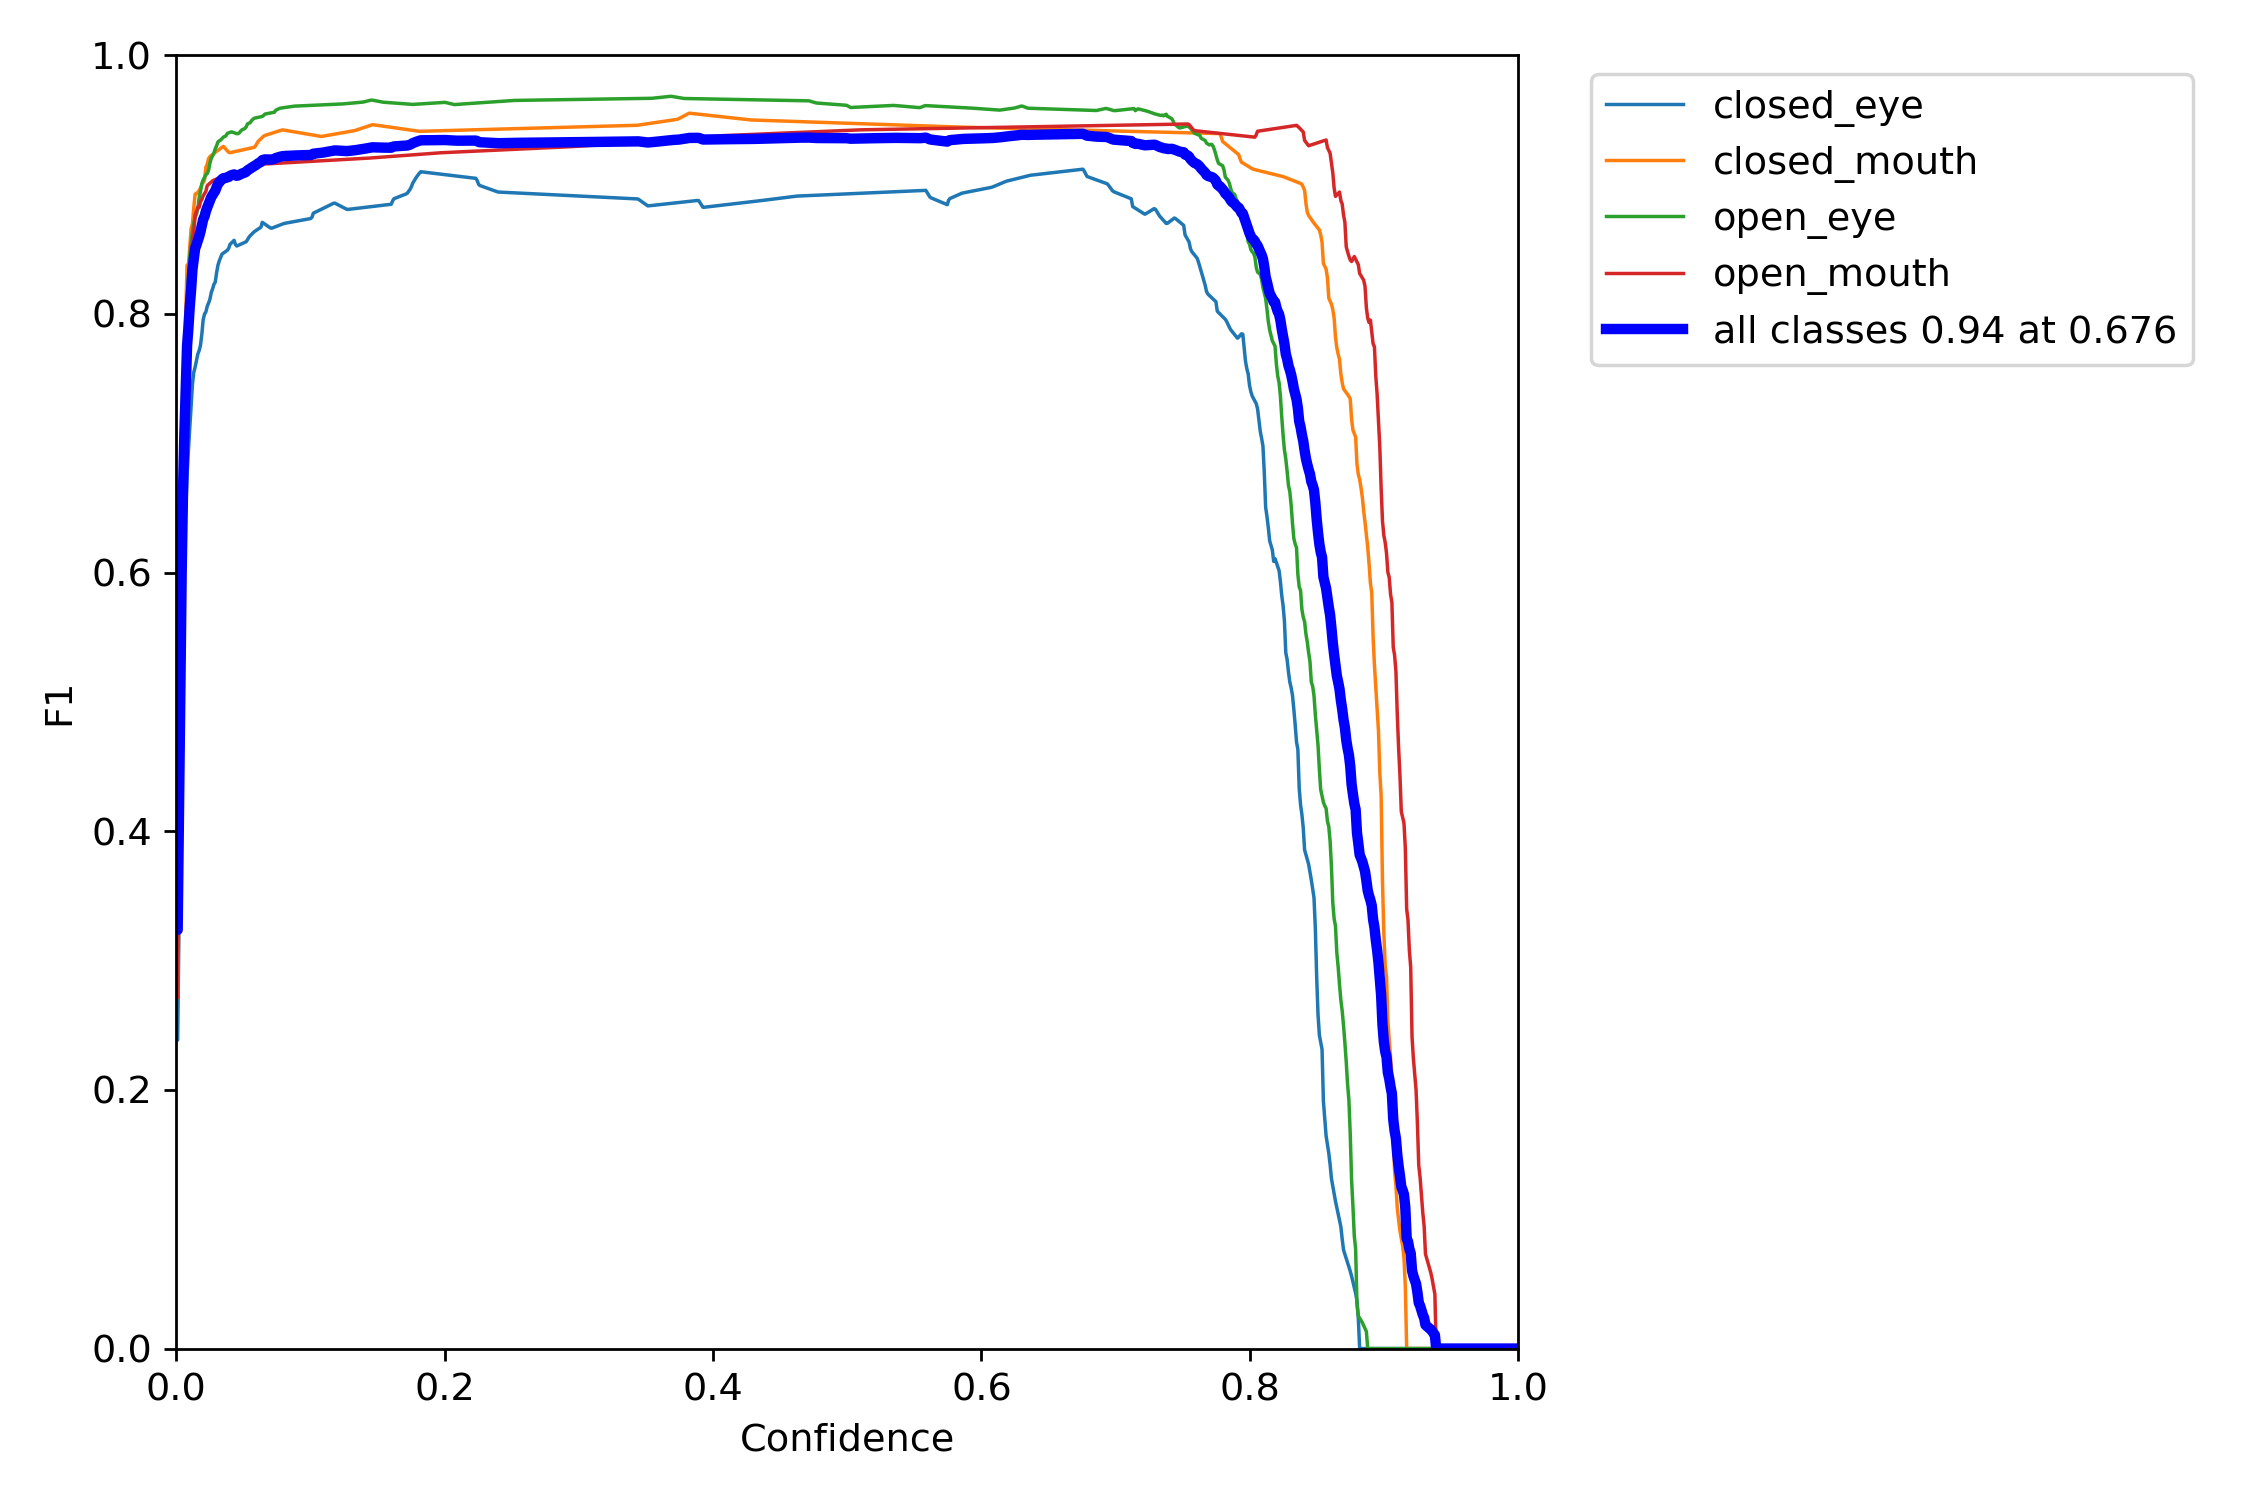 1.0
0.8
0.6
0.4
0.2
0.0
F1
0.0 0.2 0.4 0.6 0.8 1.0
Confidence
closed_eye
closed_mouth
open_eye
open_mouth
all classes 0.94 at 0.676